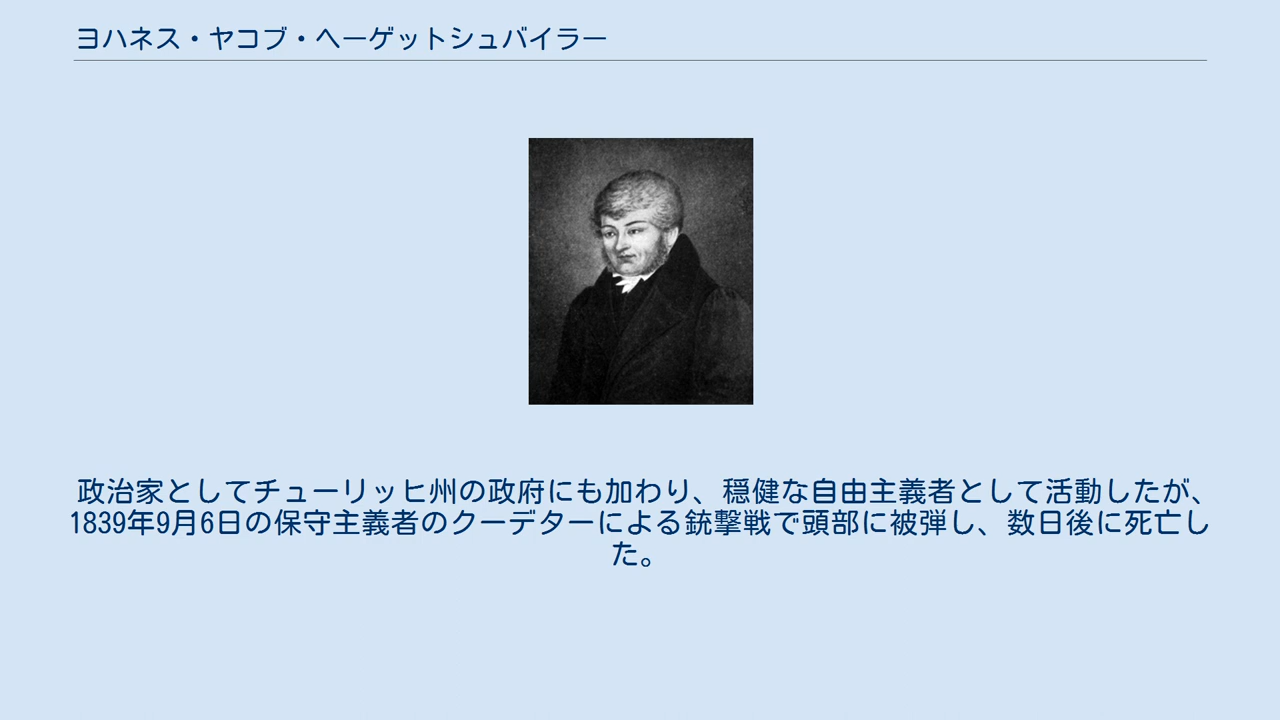 ヨハネス・ヤコブ・ヘーゲットシュバイラー
政治家としてチューリッヒ州の政府にも加わり、穏健な自由主義者として活動したが、
1839年9月6日の保守主義者のクーデターによる銃撃戦で頭部に被弾し、数日後に死亡し
た。